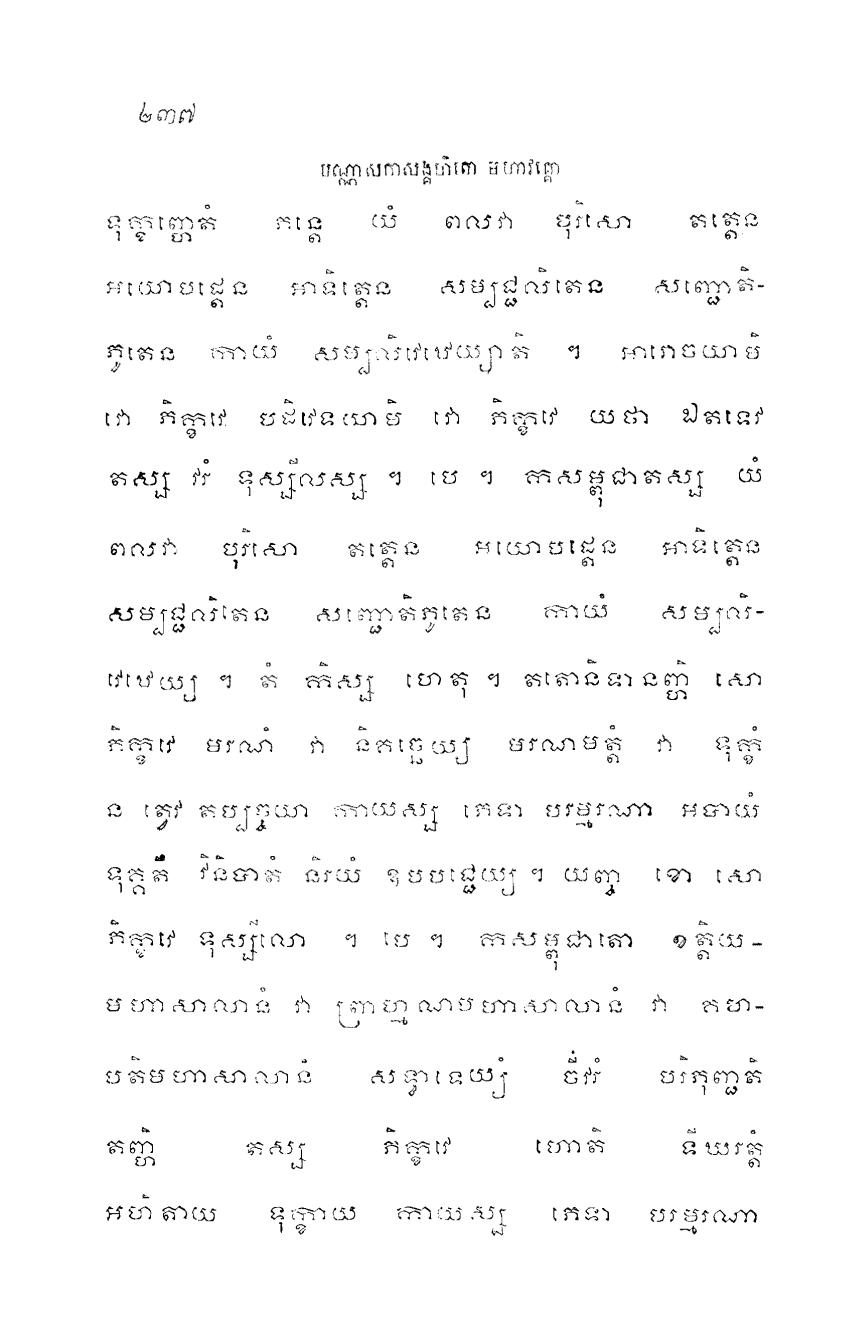 ២៣៧
បណ្ណាសកាសង្គហិតោ មហាវគ្គោ
ទុក្ខញ្ហេតំ កន្តេ យំ ពលវា បុរិសោ តត្តេន
អយោបដ្ដេន អាទិត្តេន សម្បជ្ជលិតេន សញ្ជោតិ-
ភូតេន កាយំ សម្បលិវេឋេយ្យាតិ ។ អារោចយាមិ
វោ ភិក្ខវេ បដិវេទយាមិ វោ ភិក្ខវេ យថា ឯតទេវ
តស្ស វរំ ទុស្សីលស្ស ។ បេ ។ កសម្ពុជាតស្ស យំ
ពលវា បុរិសោ តត្តេន អយោបដ្ដេន អាទិត្តេន
សម្បជ្ជលិតេន សញ្ជោតិភូតេន កាយំ សម្បលិ-
វេឋេយ្យ ។ តំ កិស្ស ហេតុ ។ តតោនិទានញ្ហិ សោ
ភិក្ខវេ មរណំ វា និគច្ឆេយ្យ មរណមត្តំ វា ទុក្ខំ
ន ត្វេវ តប្បច្ចយា កាយស្ស ភេទា បរម្មរណា អបាយំ
ទុគ្គតឹ វិនិបាតំ និរយំ ឧបបជ្ជេយ្យ ។ យញ្ច ខោ សោ
ភិក្ខវេ ទុស្សីលោ ។ បេ ។ កសម្ពុជាតោ ខត្តិយ-
មហាសាលានំ វា ព្រាហ្មណមហាសាលានំ វា គហ-
បតិមហាសាលានំ សទ្ធាទេយ្យំ ចីវរំ បរិភុញ្ជតិ
តញ្ហិ តស្ស ភិក្ខវេ ហោតិ ទីឃរត្តំ
អហិតាយ ទុក្ខាយ កាយស្ស ភេទា បរម្មរណា